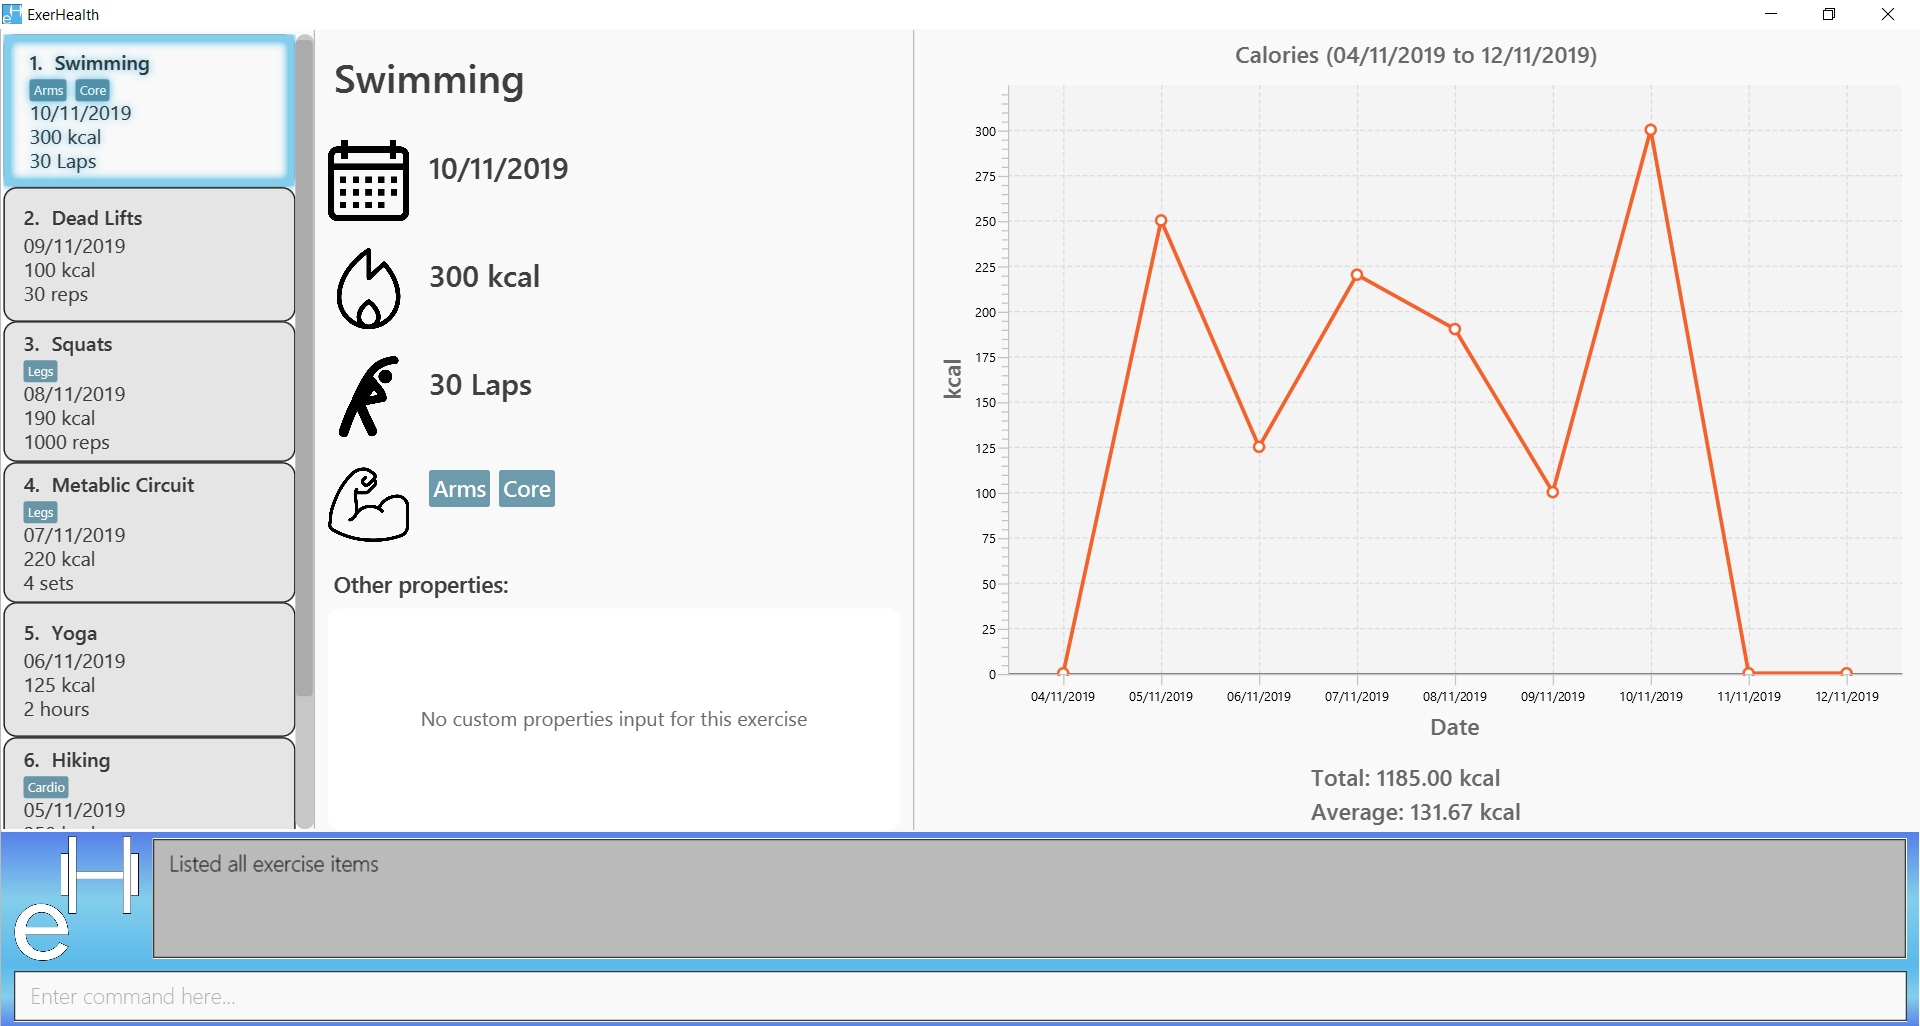 ExerHealth
1. Swimming
Arms Core
10/11/2019
300 kcal
30 Laps
2. Dead Lifts
09/11/2019
100 kcal
30 reps
3. Squats
Legs
08/11/2019
190 kcal
1000 reps
4. Metablic Circuit
Legs
07/11/2019
220 kcal
4 sets
5. Yoga
06/11/2019
125 kcal
2 hours
6. Hiking
Cardio
05/11/2019
Swimming
10/11/2019
300 kcal
30 Laps
Arms Core
Other properties:
No custom properties input for this exercise
Calories (04/11/2019 to 12/11/2019)
kcal
300
275
250
225
200
175
150
125
100
75
50
25
0
04/11/2019 05/11/2019 06/11/2019 07/11/2019 08/11/2019 09/11/2019 10/11/2019 11/11/2019 12/11/2019
Date
Total: 1185.00 kcal
Average: 131.67 kcal
eH
Listed all exercise items
Enter command here...